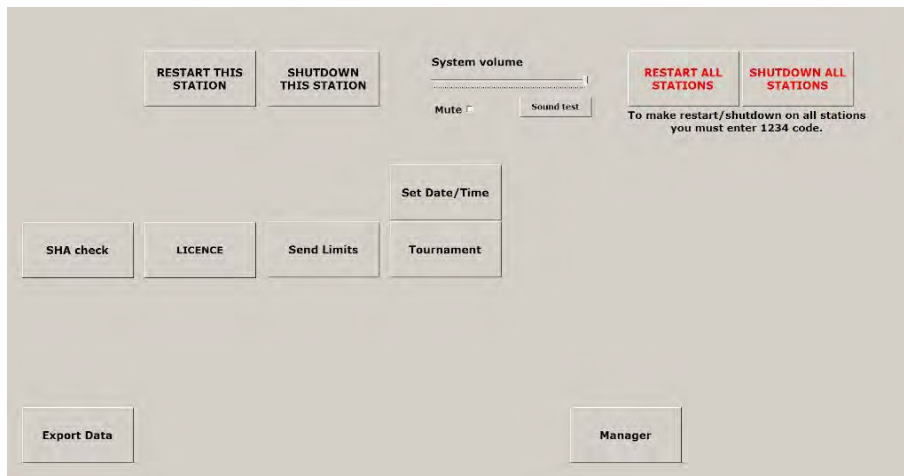 RESTART THIS
STATION
SHUTDOWN
THIS STATION
System volume
Mute
Sound test
RESTART ALL
STATIONS
SHUTDOWN ALL
STATIONS
To make restart/shutdown on all stations
you must enter 1234 code.
Set Date/Time
SHA check
LICENCE
Send Limits
Tournament
Export Data
Manager